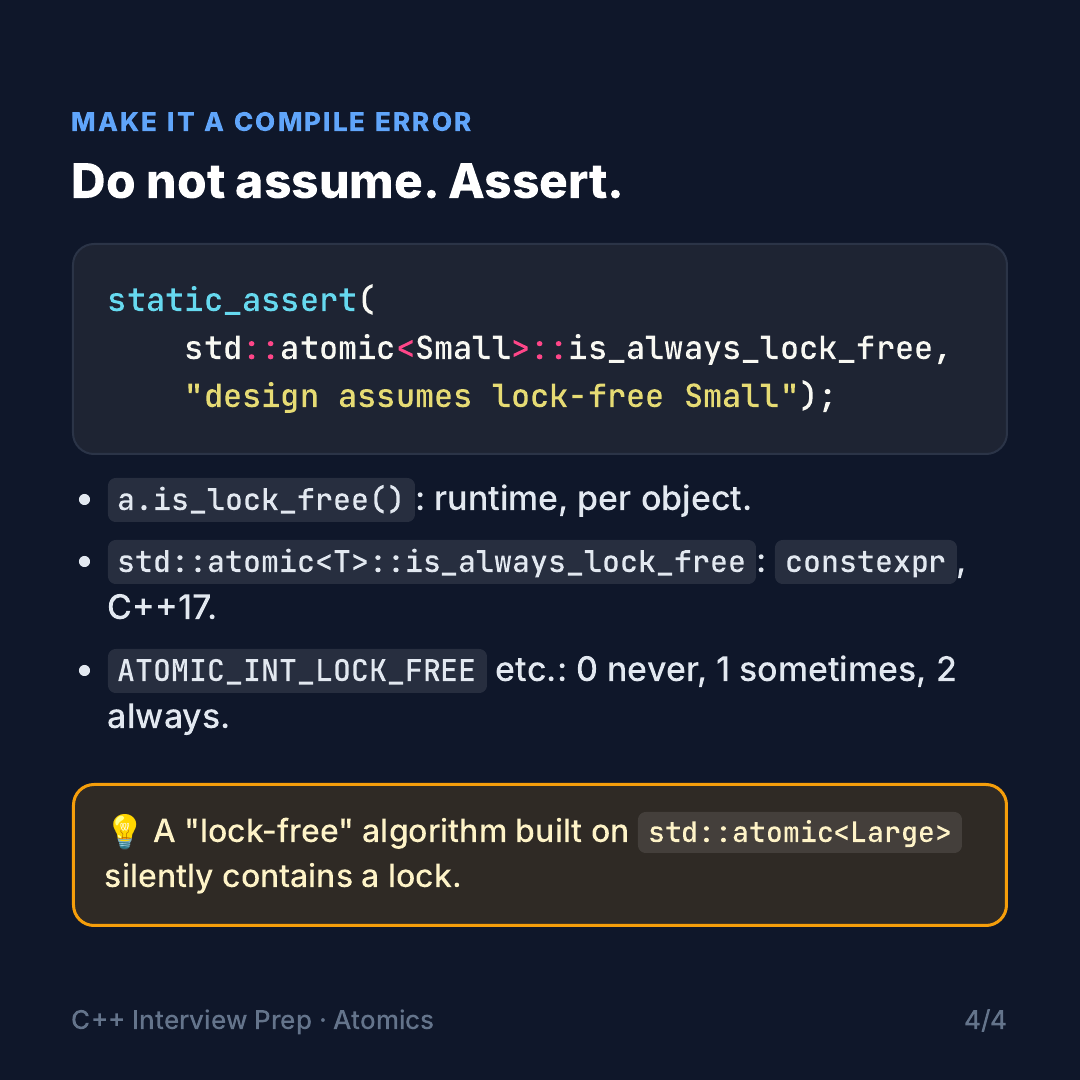 MAKE IT A COMPILE ERROR
Do not assume. Assert.
static_assert(
    std::atomic<Small>::is_always_lock_free,
    "design assumes lock-free Small");
• a.is_lock_free(): runtime, per object.
• std::atomic<T>::is_always_lock_free: constexpr,
C++17.
• ATOMIC_INT_LOCK_FREE etc.: 0 never, 1 sometimes, 2
always.
💡 A "lock-free" algorithm built on std::atomic<Large>
silently contains a lock.
C++ Interview Prep · Atomics
4/4